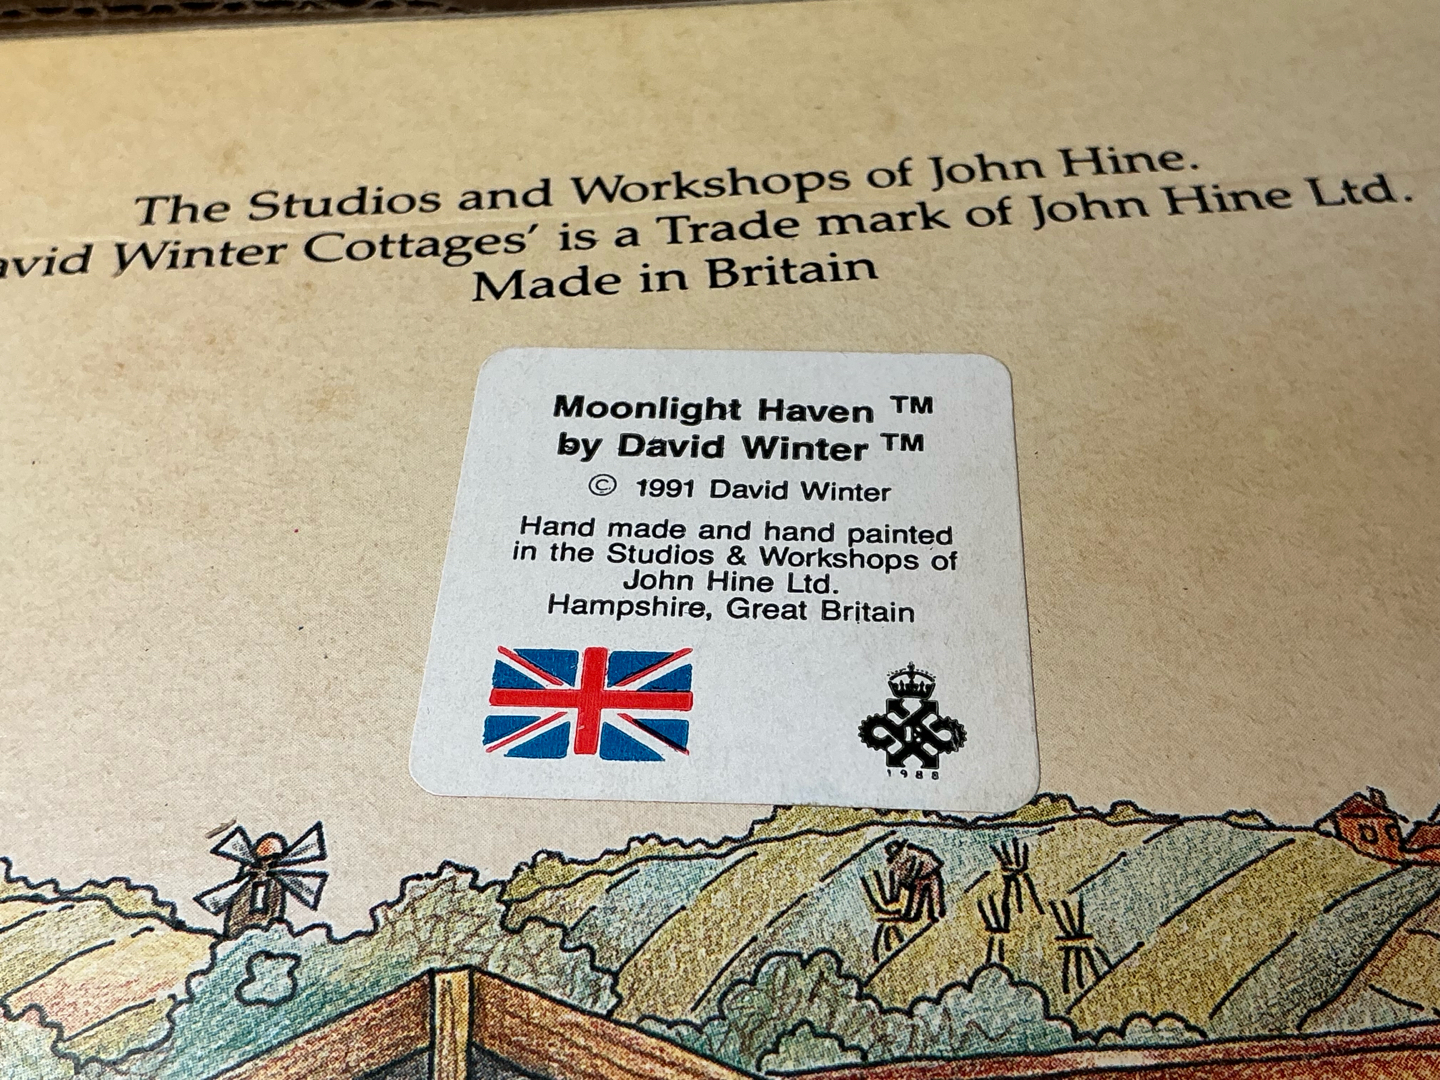 The Studios and Workshops of John Hine.
avid Winter Cottages' is a Trade mark of John Hine Ltd.
Made in Britain
Moonlight Haven ™
by David Winter ™
© 1991 David Winter
Hand made and hand painted
in the Studios & Workshops of
John Hine Ltd.
Hampshire, Great Britain
1988